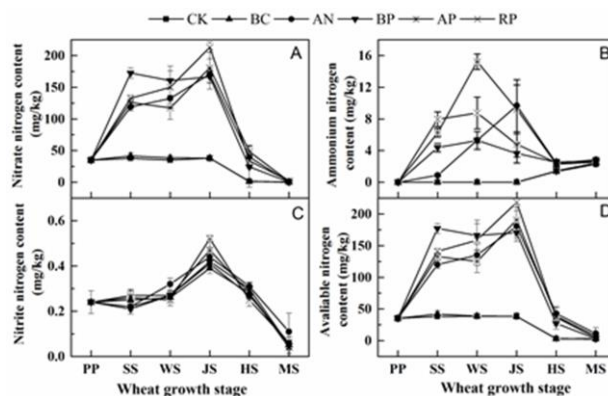 CK BC AN BP AP RP
A
Nitrate nitrogen content
(mg/kg)
200
150
100
50
0
B
Ammonium nitrogen
content (mg/kg)
16
12
8
4
0
C
Nitrite nitrogen content
(mg/kg)
0.6
0.4
0.2
0.0
PP SS WS JS HS MS
Wheat growth stage
D
Avaliable nitrogen
content (mg/kg)
200
150
100
50
0
PP SS WS JS HS MS
Wheat growth stage